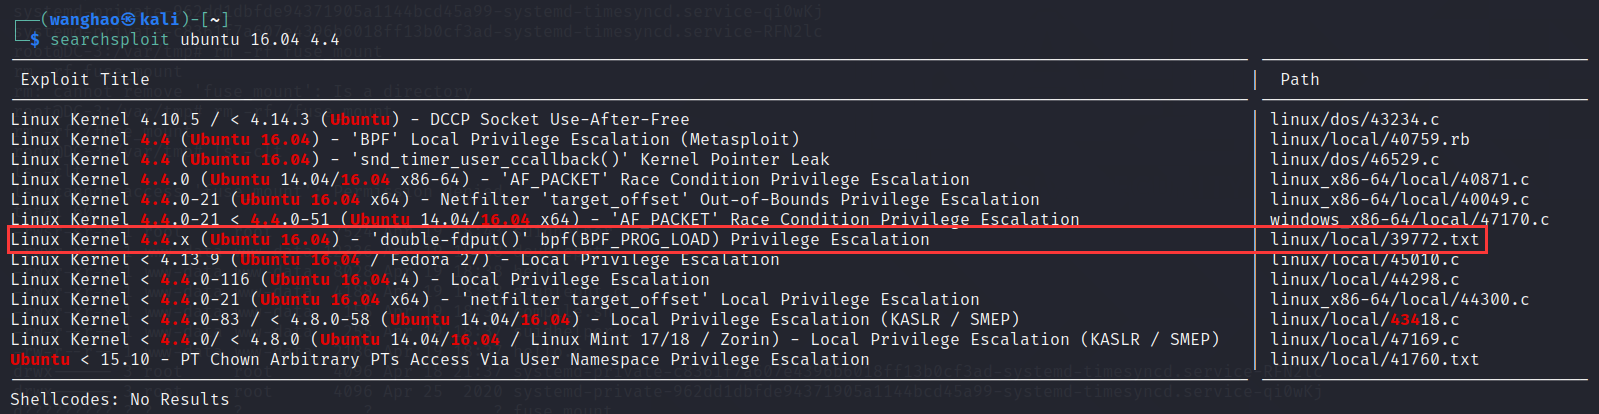 (wanghao㉿kali)-[~]
$ searchsploit ubuntu 16.04 4.4
Exploit Title | Path
Linux Kernel 4.10.5 / < 4.14.3 (Ubuntu) - DCCP Socket Use-After-Free | linux/dos/43234.c
Linux Kernel 4.4 (Ubuntu 16.04) - 'BPF' Local Privilege Escalation (Metasploit) | linux/local/40759.rb
Linux Kernel 4.4 (Ubuntu 16.04) - 'snd_timer_user_ccallback()' Kernel Pointer Leak | linux/dos/46529.c
Linux Kernel 4.4.0 (Ubuntu 14.04/16.04 x86-64) - 'AF_PACKET' Race Condition Privilege Escalation | linux_x86-64/local/40871.c
Linux Kernel 4.4.0-21 (Ubuntu 16.04 x64) - Netfilter 'target_offset' Out-of-Bounds Privilege Escalation | linux_x86-64/local/40049.c
Linux Kernel 4.4.0-21 < 4.4.0-51 (Ubuntu 14.04/16.04 x64) - 'AF_PACKET' Race Condition Privilege Escalation | windows_x86-64/local/47170.c
Linux Kernel 4.4.x (Ubuntu 16.04) - 'double-fdput()' bpf(BPF_PROG_LOAD) Privilege Escalation | linux/local/39772.txt
Linux Kernel < 4.13.9 (Ubuntu 16.04 / Fedora 27) - Local Privilege Escalation | linux/local/45010.c
Linux Kernel < 4.4.0-116 (Ubuntu 16.04.4) - Local Privilege Escalation | linux/local/44298.c
Linux Kernel < 4.4.0-21 (Ubuntu 16.04 x64) - 'netfilter target_offset' Local Privilege Escalation | linux_x86-64/local/44300.c
Linux Kernel < 4.4.0-83 / < 4.8.0-58 (Ubuntu 14.04/16.04) - Local Privilege Escalation (KASLR / SMEP) | linux/local/43418.c
Linux Kernel < 4.4.0/ < 4.8.0 (Ubuntu 14.04/16.04 / Linux Mint 17/18 / Zorin) - Local Privilege Escalation (KASLR / SMEP) | linux/local/47169.c
Ubuntu < 15.10 - PT Chown Arbitrary PTs Access Via User Namespace Privilege Escalation | linux/local/41760.txt
Shellcodes: No Results